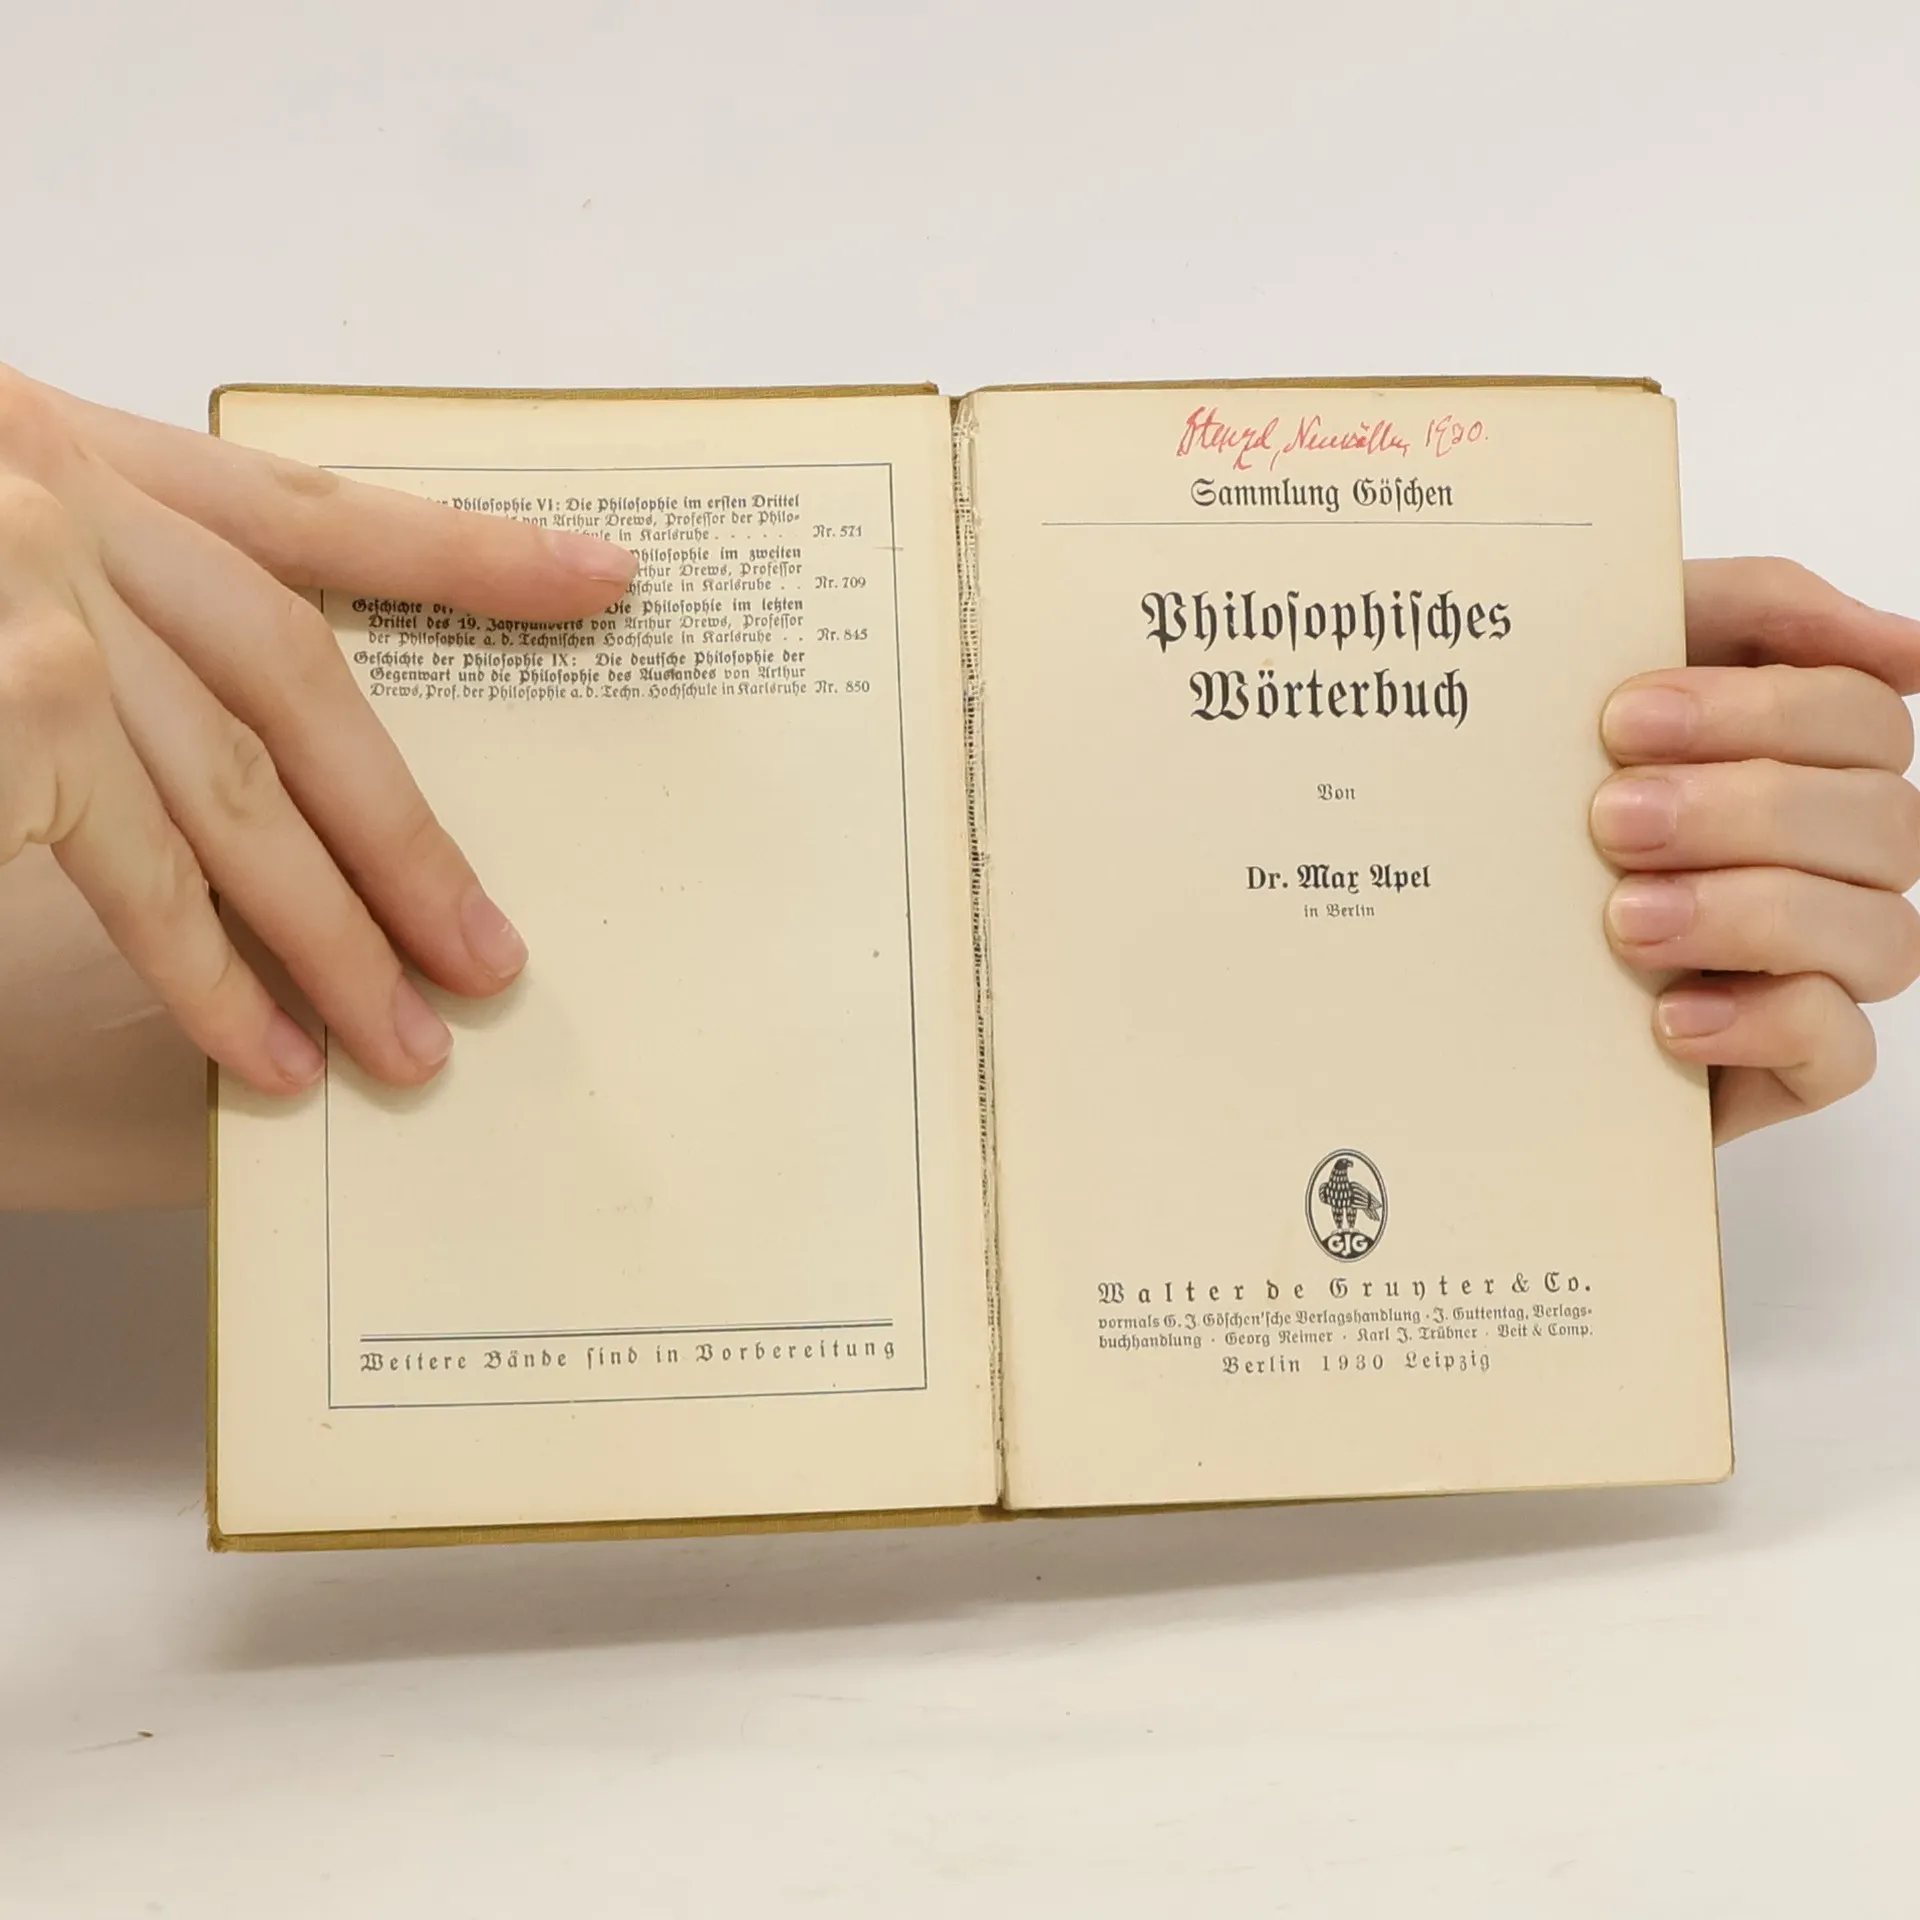 Philosophie VI: Die Philosophie im ersten Drittel
von Arthur Drews, Professor der Philo-
in Karlsruhe . . . . . Nr. 571
Philosophie im zweiten
Drews, Professor
in Karlsruhe . . Nr. 709
Geschichte Die Philosophie im letzten
Drittel des 19. Jahrhunderts von Arthur Drews, Professor
der Philosophie a. d. Technischen Hochschule in Karlsruhe . . Nr. 845
Geschichte der Philosophie IX: Die deutsche Philosophie der
Gegenwart und die Philosophie des Auslandes von Arthur
Drews, Prof. der Philosophie a. d. Techn. Hochschule in Karlsruhe Nr. 850
Weitere Bände sind in Vorbereitung
1930.
Sammlung Göschen
Philosophisches
Wörterbuch
Von
Dr. Max Apel
in Berlin
GJG
Walter de Gruyter & Co.
vormals G. J. Göschen'sche Verlagshandlung · J. Guttentag, Verlags-
buchhandlung · Georg Reimer · Karl J. Trübner · Veit & Comp.
Berlin 1930 Leipzig